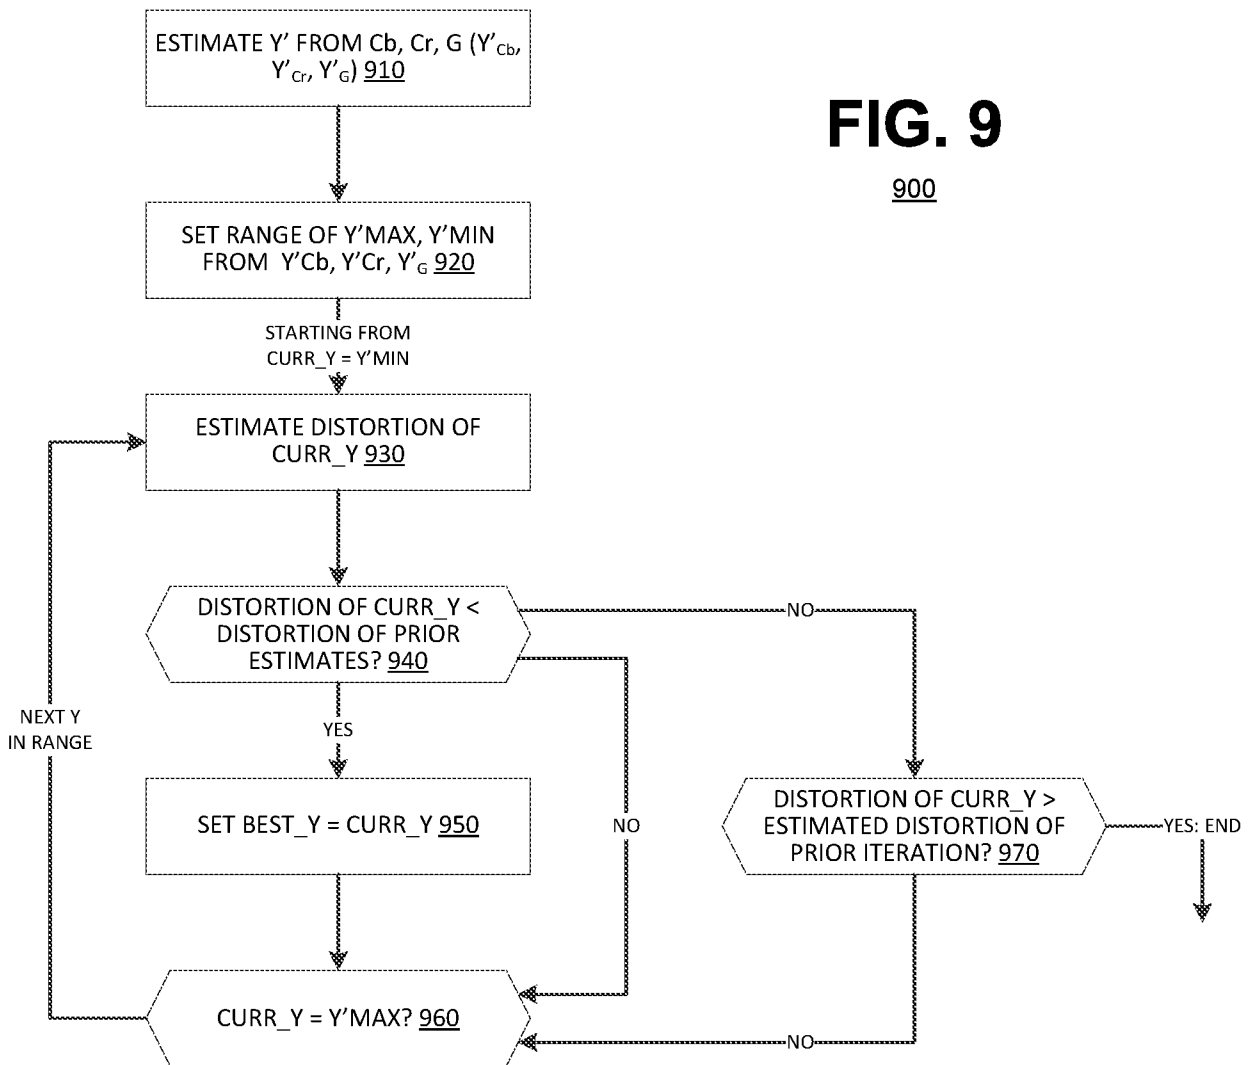 ESTIMATE Y' FROM Cb, Cr, G (Y'Cb,
Y'Cr, Y'G) 910
FIG. 9
900
SET RANGE OF Y'MAX, Y'MIN
FROM Y'Cb, Y'Cr, Y'G 920
STARTING FROM
CURR_Y = Y'MIN
ESTIMATE DISTORTION OF
CURR_Y 930
DISTORTION OF CURR_Y <
DISTORTION OF PRIOR
ESTIMATES? 940
NO
YES
NEXT Y
IN RANGE
SET BEST_Y = CURR_Y 950
NO
DISTORTION OF CURR_Y >
ESTIMATED DISTORTION OF
PRIOR ITERATION? 970
YES: END
CURR_Y = Y'MAX? 960
NO